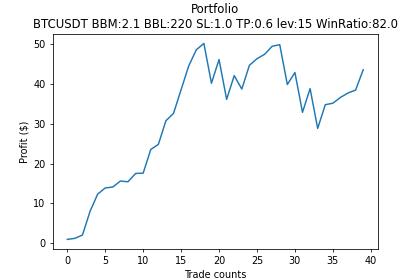 Portfolio
BTCUSDT BBM:2.1 BBL:220 SL:1.0 TP:0.6 lev:15 WinRatio:82.0
50
40
30
20
10
0
Profit ($)
0 5 10 15 20 25 30 35 40
Trade counts